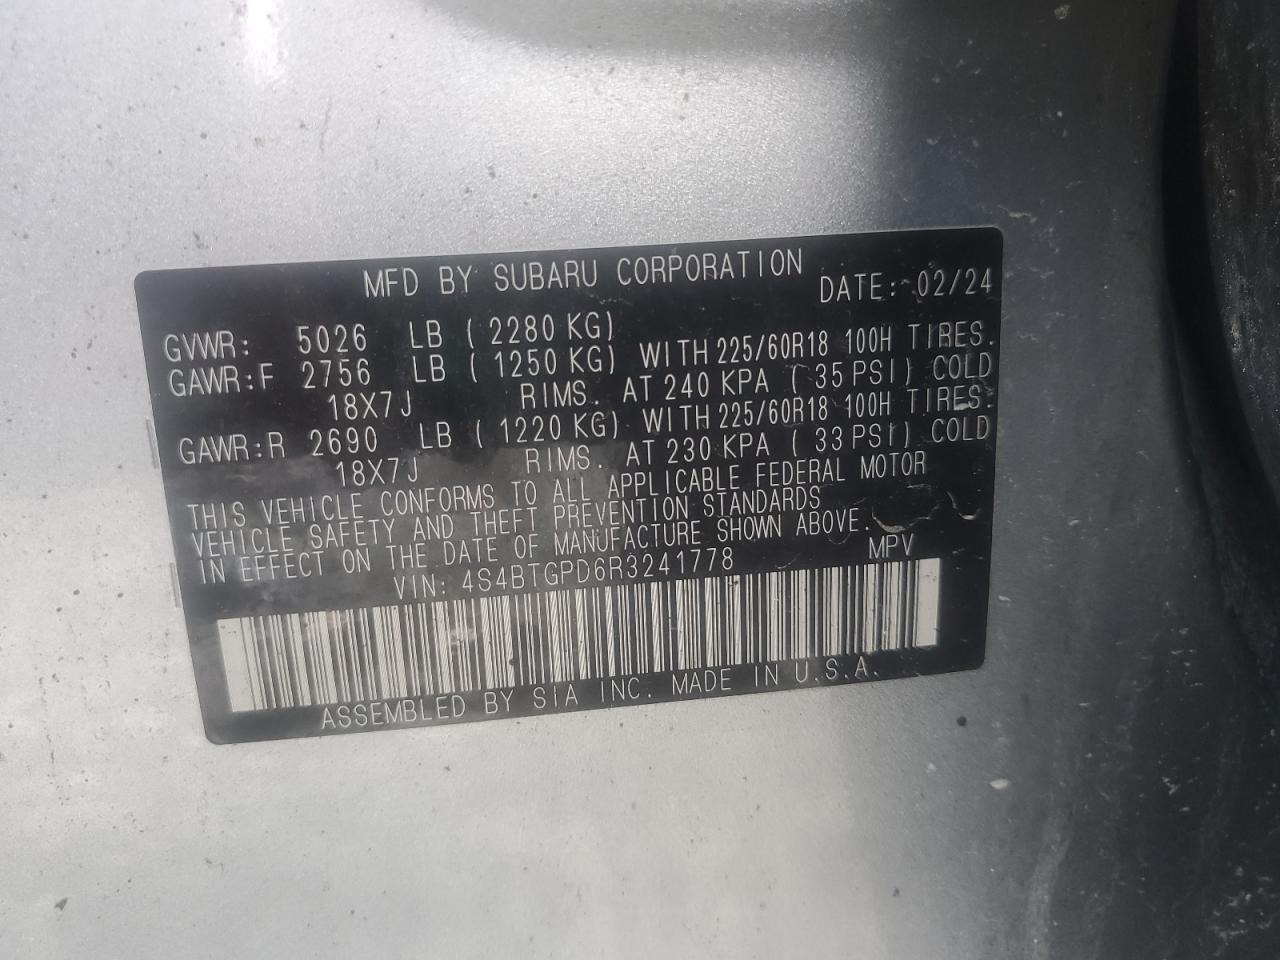 MFD BY SUBARU CORPORATION DATE: 02/24
GVWR: 5026 LB ( 2280 KG)
GAWR:F 2756 LB ( 1250 KG) WITH 225/60R18 100H TIRES.
18X7J RIMS. AT 240 KPA ( 35 PSI) COLD
GAWR:R 2690 LB ( 1220 KG) WITH 225/60R18 100H TIRES.
18X7J RIMS. AT 230 KPA ( 33 PSI) COLD
THIS VEHICLE CONFORMS TO ALL APPLICABLE FEDERAL MOTOR
VEHICLE SAFETY AND THEFT PREVENTION STANDARDS
IN EFFECT ON THE DATE OF MANUFACTURE SHOWN ABOVE.
VIN: 4S4BTGPD6R3241778 MPV
ASSEMBLED BY SIA INC. MADE IN U.S.A.